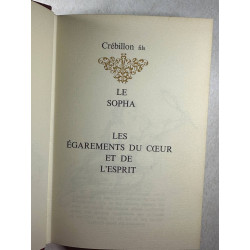 Crébillon fils
LE
SOPHA
LES
ÉGAREMENTS DU CŒUR
ET DE
L'ESPRIT